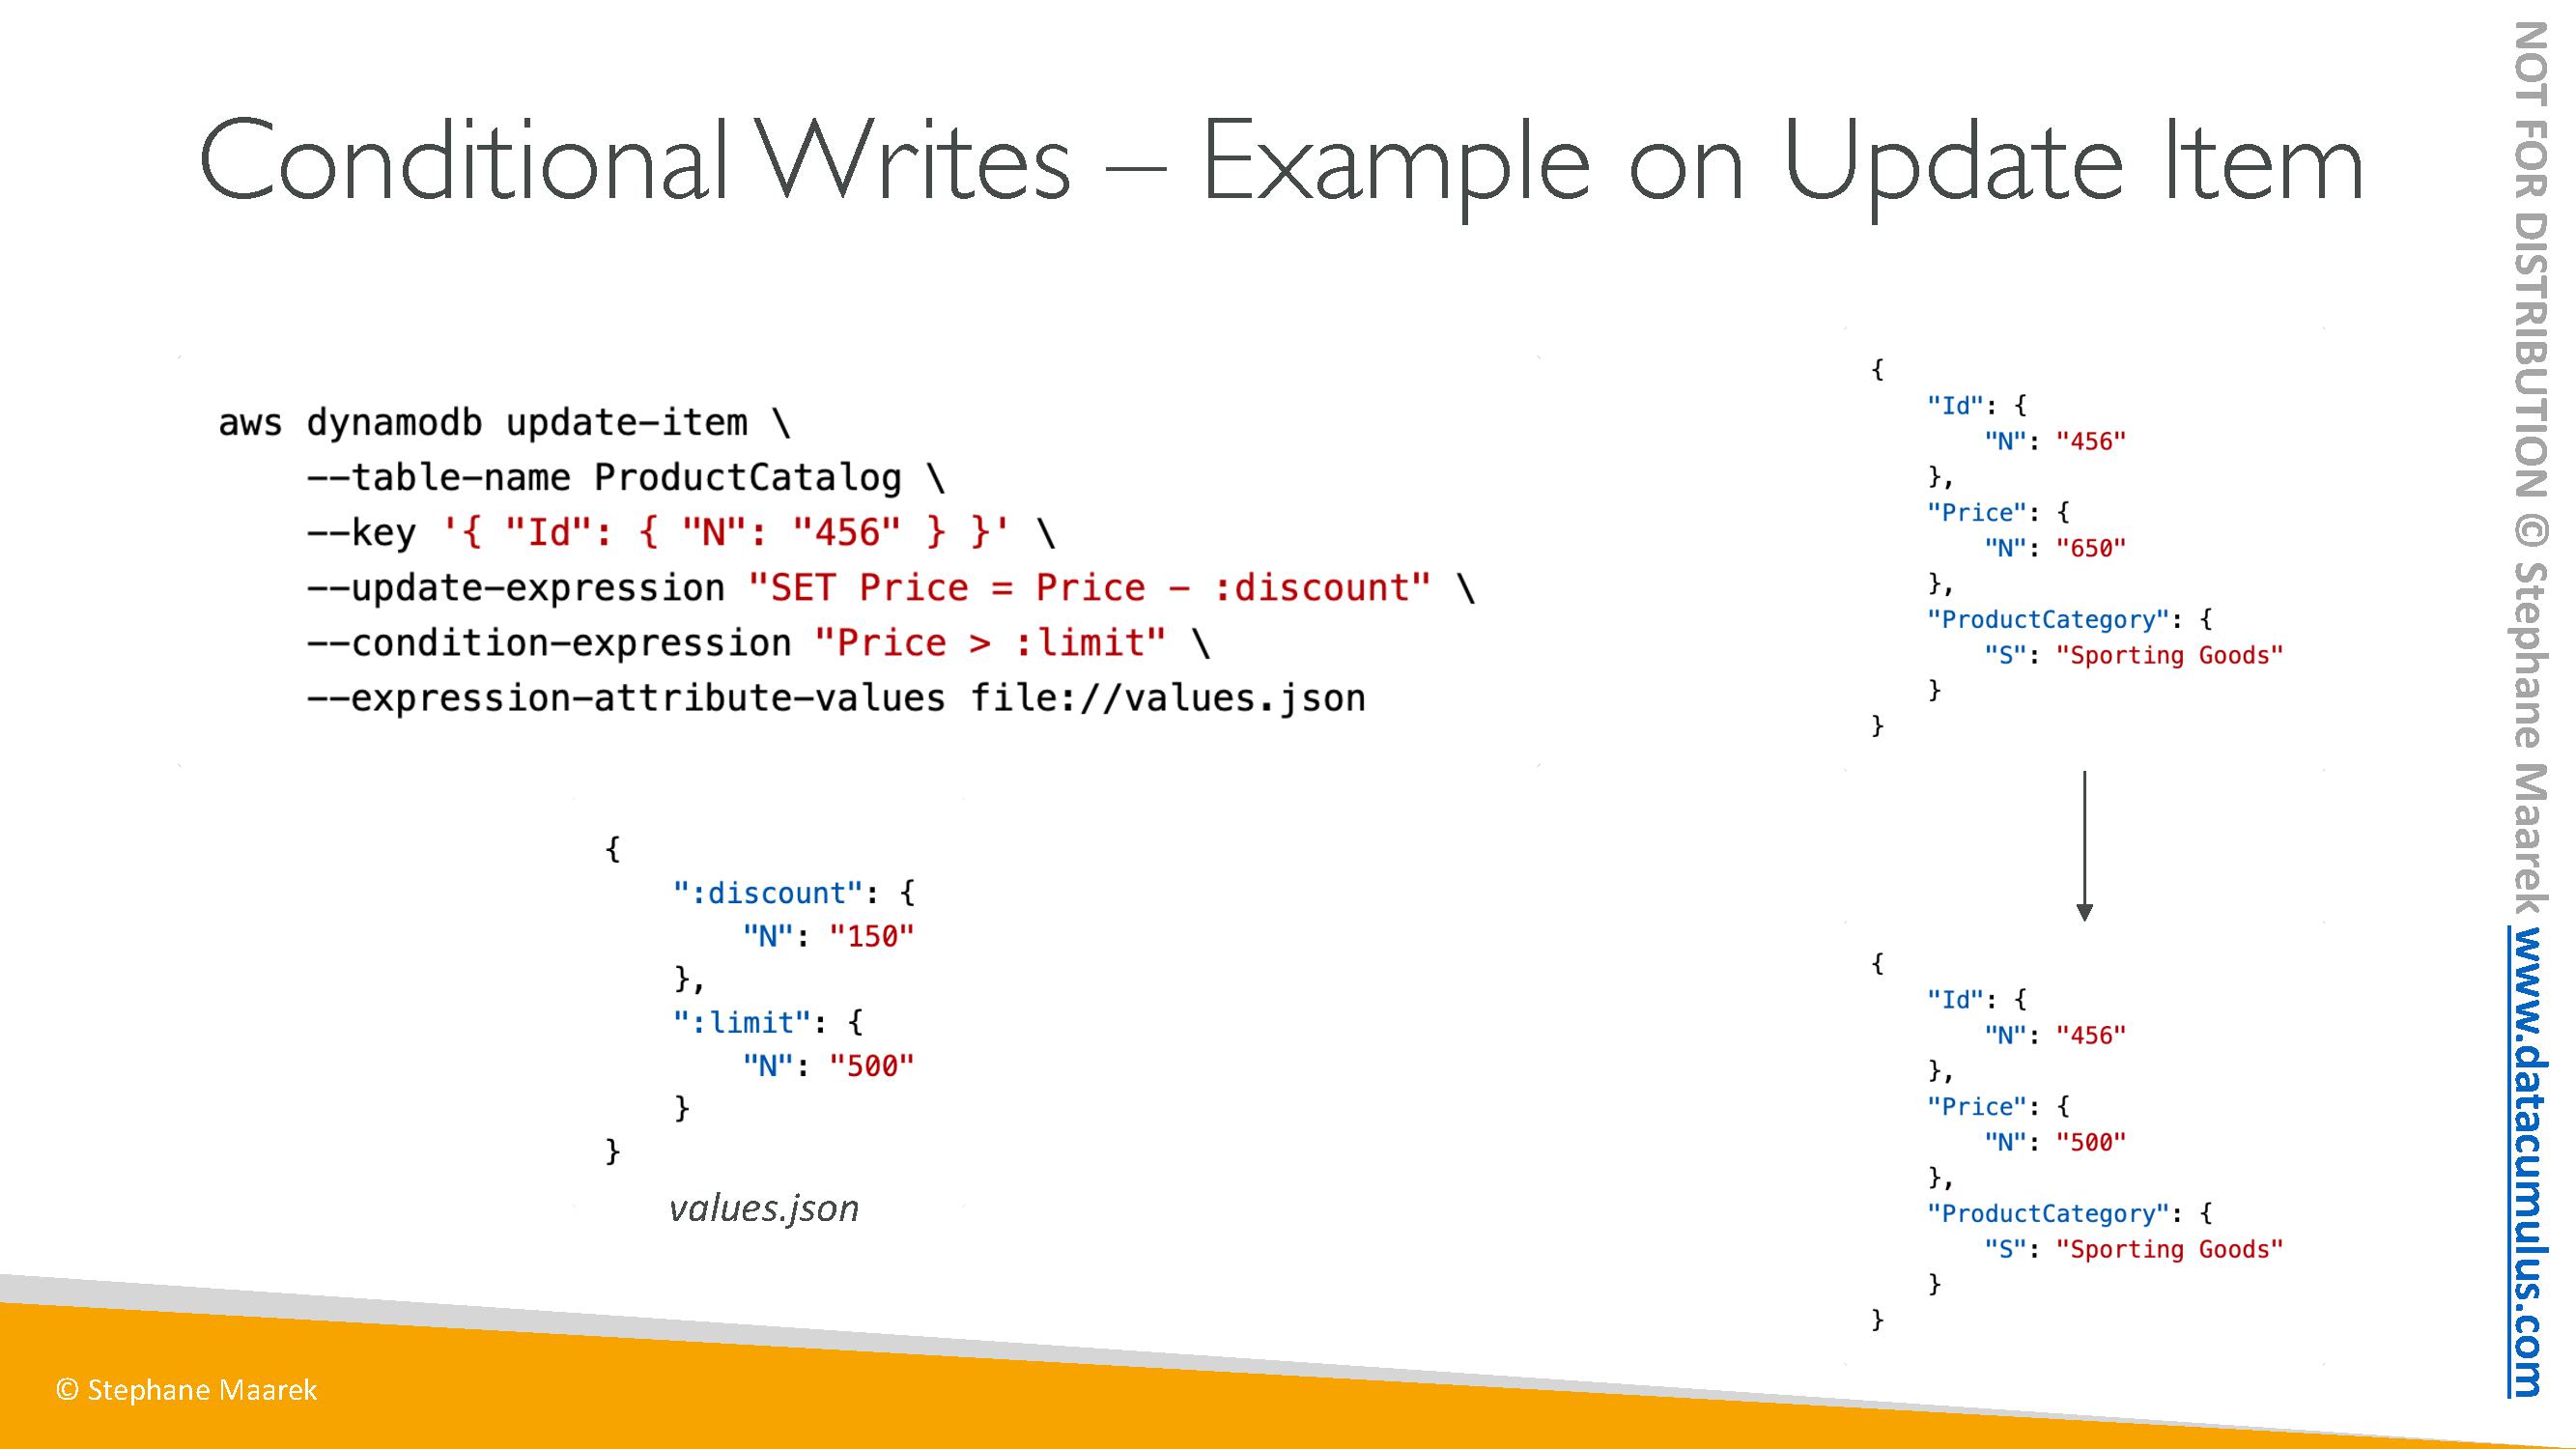 Conditional Writes – Example on Update Item
aws dynamodb update-item \
--table-name ProductCatalog \
--key '{ "Id": { "N": "456" } }' \
--update-expression "SET Price = Price - :discount" \
--condition-expression "Price > :limit" \
--expression-attribute-values file://values.json
{
":discount": {
"N": "150"
},
":limit": {
"N": "500"
}
}
values.json
{
"Id": {
"N": "456"
},
"Price": {
"N": "650"
},
"ProductCategory": {
"S": "Sporting Goods"
}
}
{
"Id": {
"N": "456"
},
"Price": {
"N": "500"
},
"ProductCategory": {
"S": "Sporting Goods"
}
}
© Stephane Maarek
NOT FOR DISTRIBUTION © Stephane Maarek www.datacumulus.com